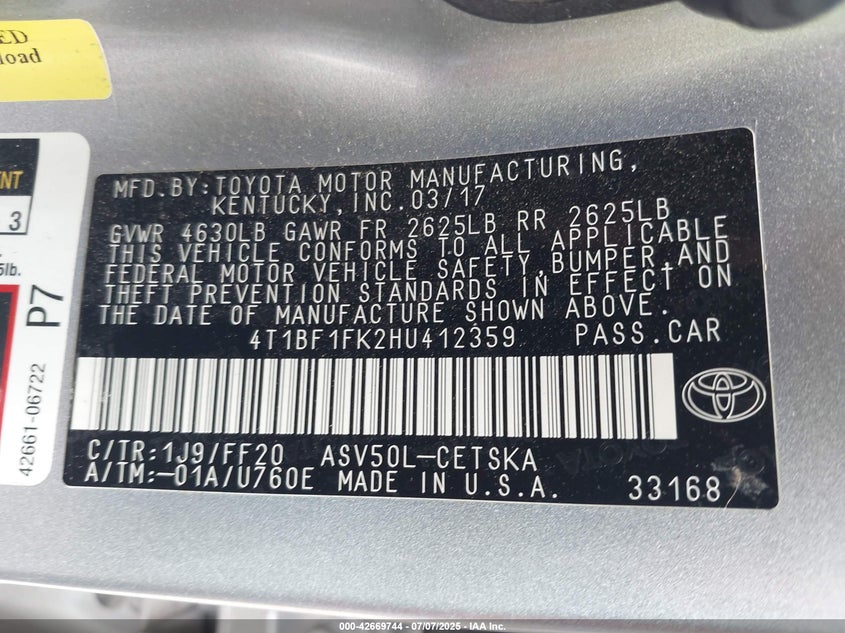 ED
load
NT
3
5lb.
P7
42661-06722
MFD.BY:TOYOTA MOTOR MANUFACTURING,
KENTUCKY,INC.03/17
GVWR 4630LB GAWR FR 2625LB RR 2625LB
THIS VEHICLE CONFORMS TO ALL APPLICABLE
FEDERAL MOTOR VEHICLE SAFETY,BUMPER,AND
THEFT PREVENTION STANDARDS IN EFFECT ON
THE DATE OF MANUFACTURE SHOWN ABOVE.
4T1BF1FK2HU412359 PASS.CAR
C/TR:1J9/FF20 ASV50L-CETSKA
A/TM:-01A/U760E MADE IN U.S.A. 33168
000-42669744 / 07/07/2025 - IAA Inc.